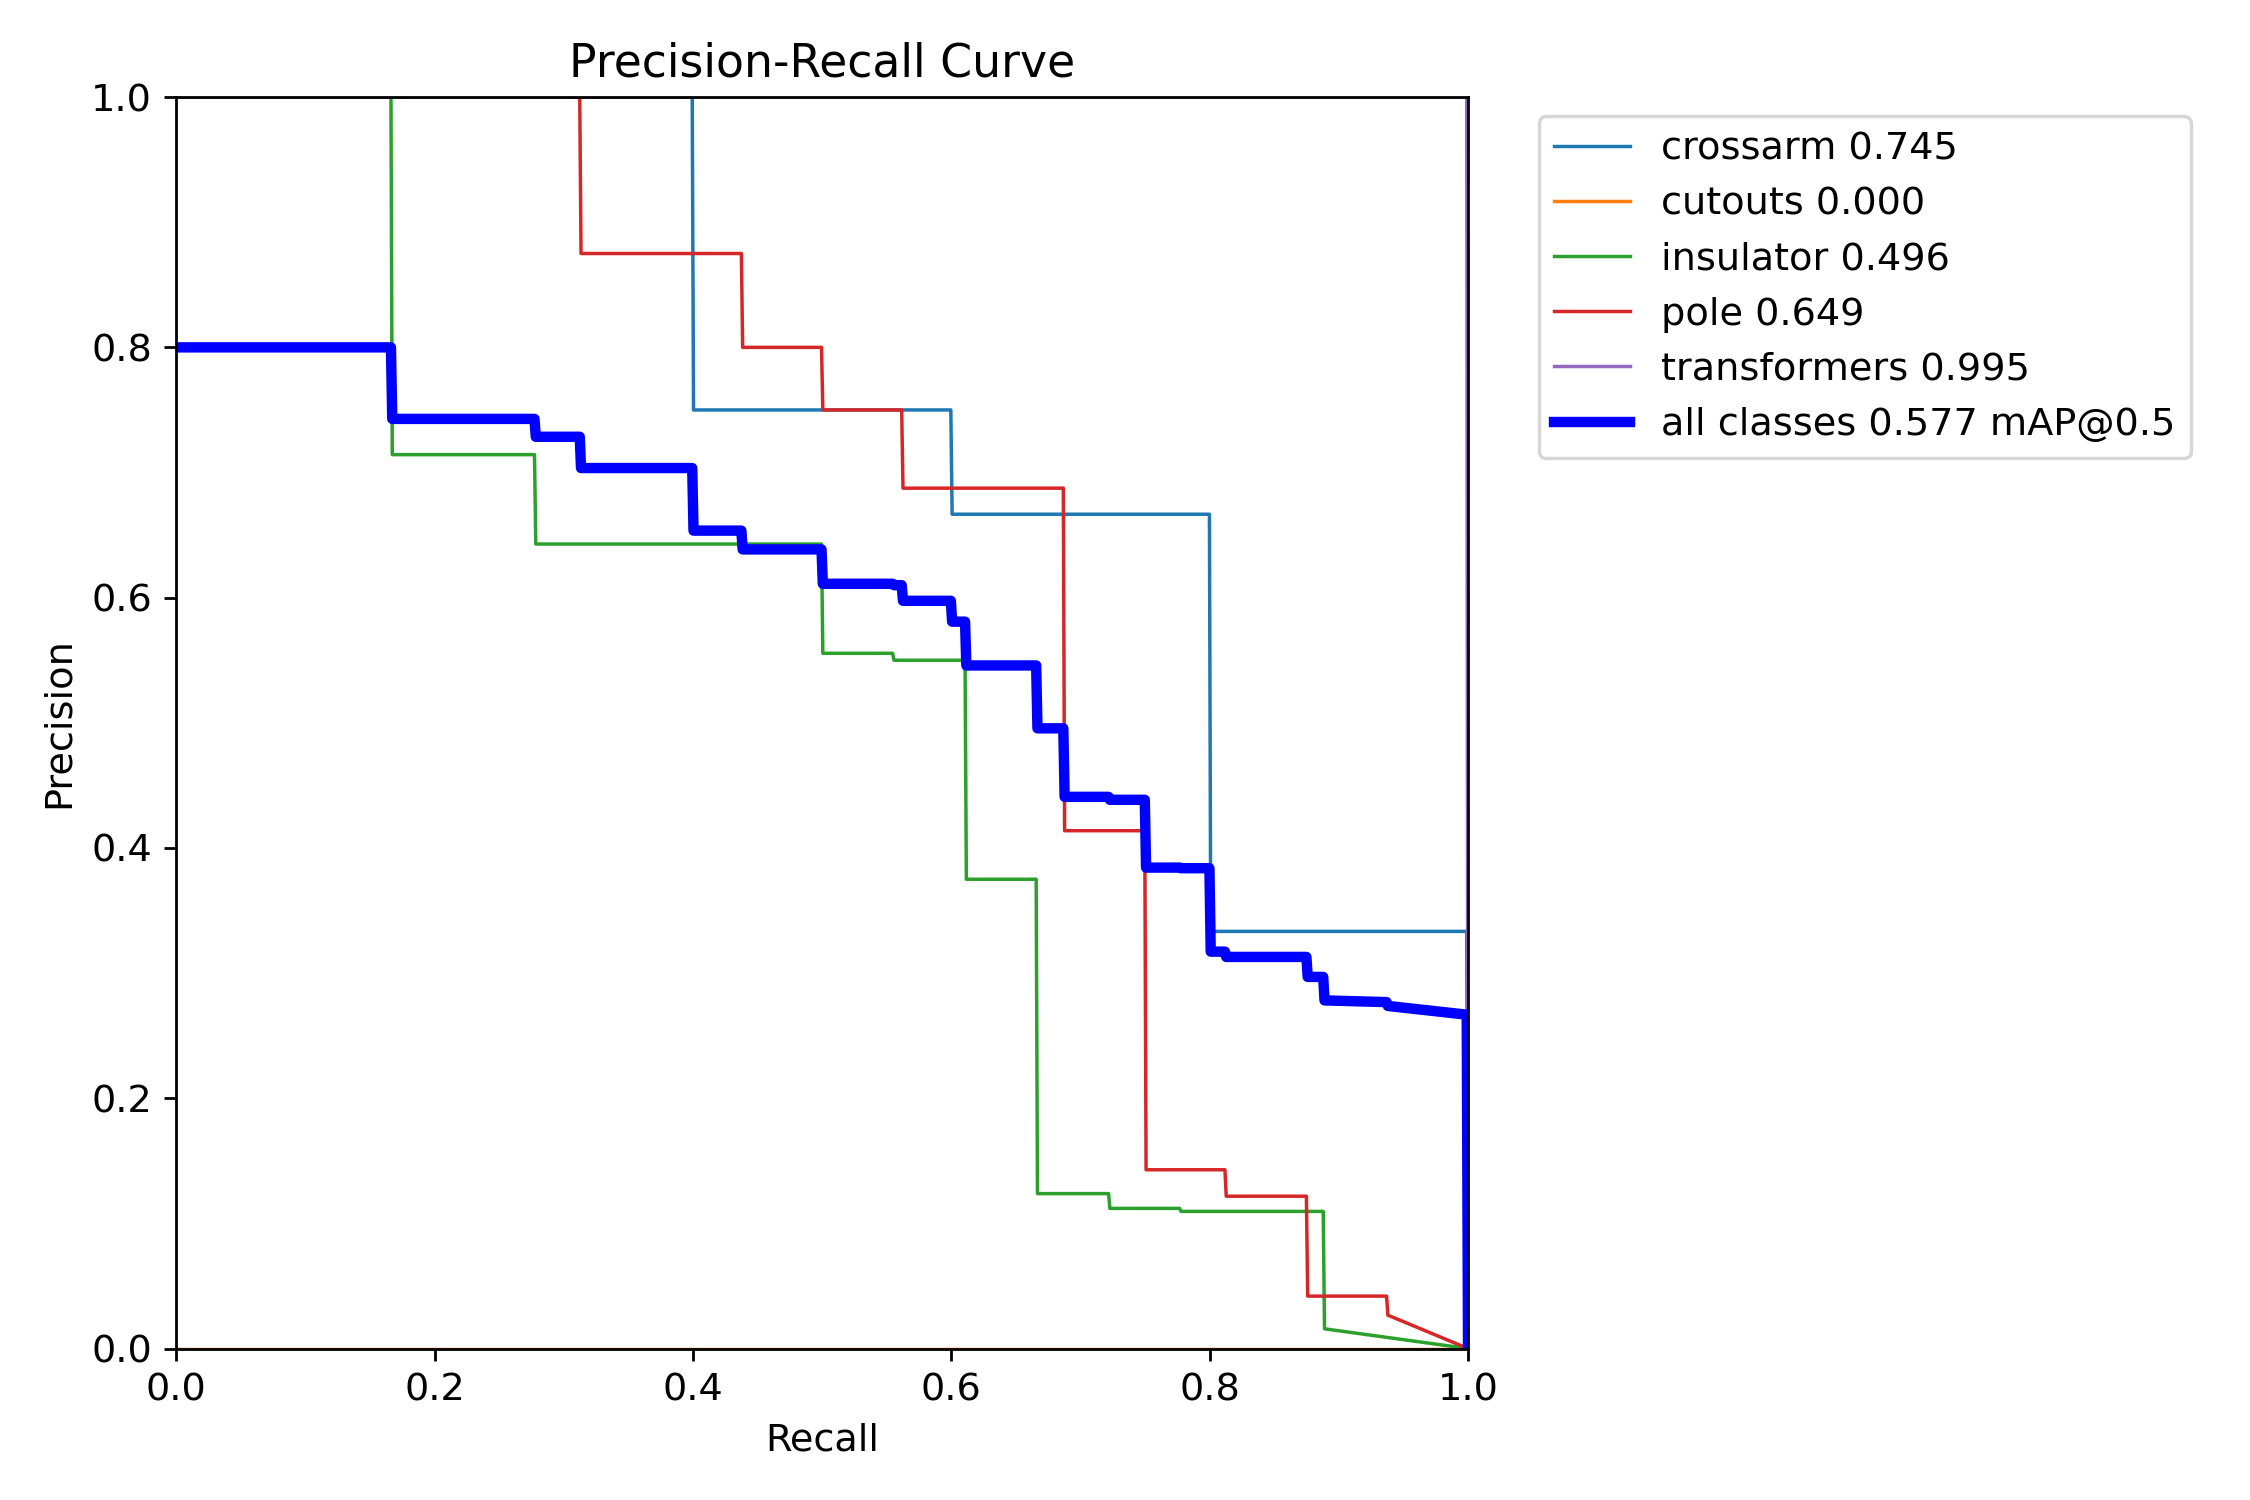 Precision-Recall Curve
1.0
0.8
0.6
0.4
0.2
0.0
Precision
0.0 0.2 0.4 0.6 0.8 1.0
Recall
crossarm 0.745
cutouts 0.000
insulator 0.496
pole 0.649
transformers 0.995
all classes 0.577 mAP@0.5